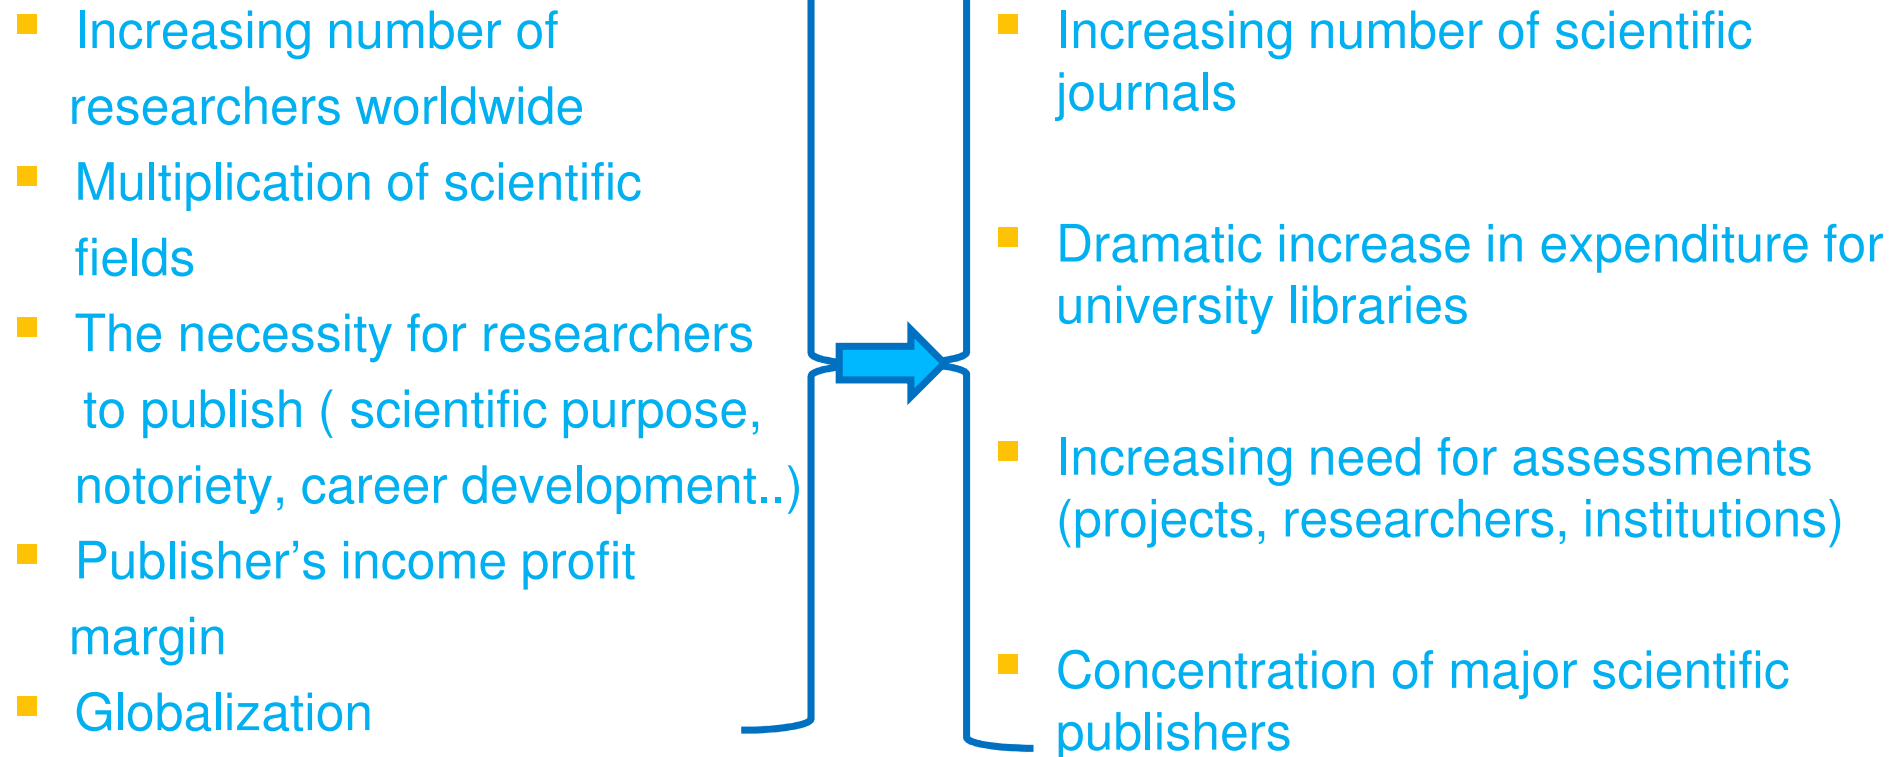 Increasing number of
researchers worldwide
Multiplication of scientific
fields
The necessity for researchers
to publish ( scientific purpose,
notoriety, career development..)
Publisher’s income profit
margin
Globalization
Increasing number of scientific
journals
Dramatic increase in expenditure for
university libraries
Increasing need for assessments
(projects, researchers, institutions)
Concentration of major scientific
publishers